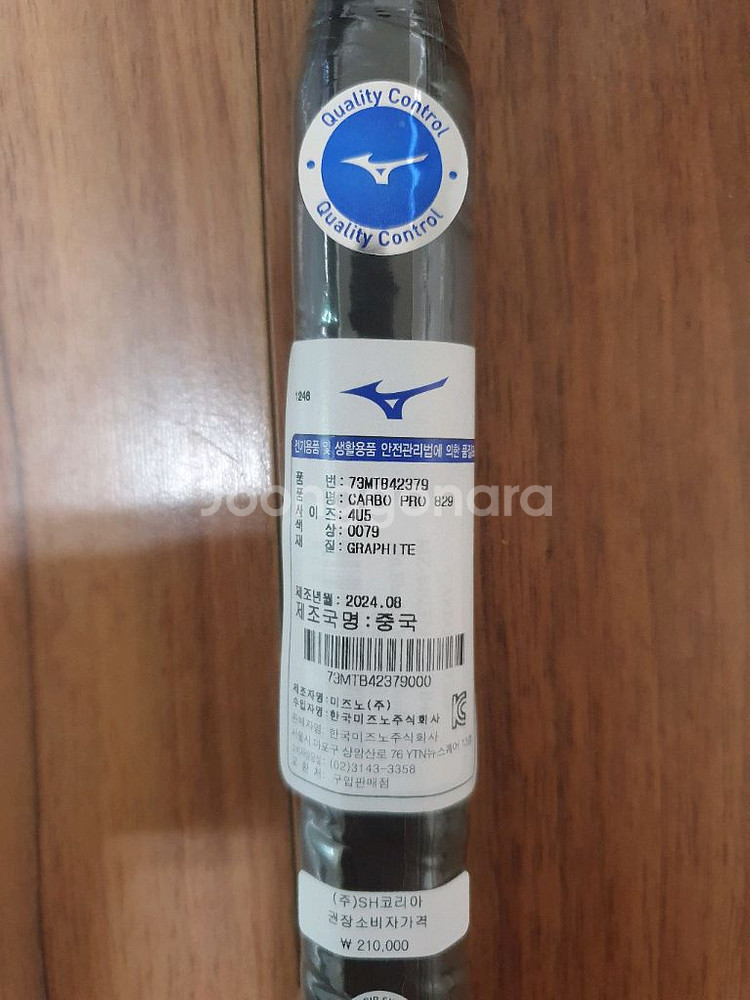 Quality Control
Quality Control
1246
전기용품 및 생활용품 안전관리법에 의한 품질
품 번: 73MTB42379
품 명: CARBO PRO 829
사 이 즈: 4U5
색 상: 0079
재 질: GRAPHITE
제조년월: 2024.08
제조국명: 중국
73MTB42379000
제조자명: 미즈노(주)
수입자명: 한국미즈노주식회사
판매자명: 한국미즈노주식회사
서울시 마포구 상암산로 76 YTN뉴스퀘어
(02)3143-3358
교 환 처: 구입판매점
(주)SH코리아
권장소비자가격
₩ 210,000
Joonggonara